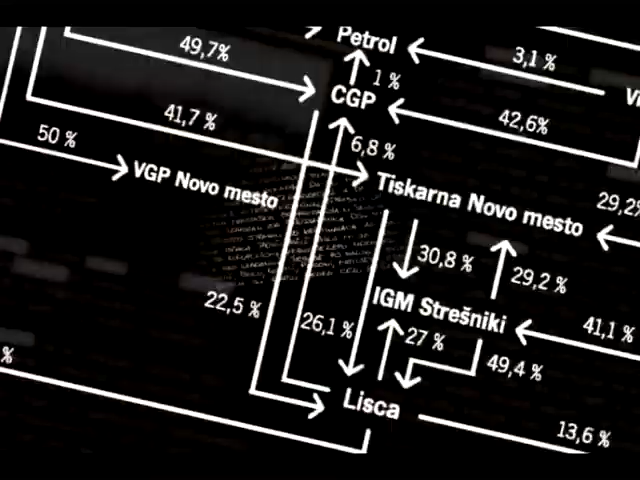 Petrol
49,7%
3,1 %
1 %
CGP
41,7 %
42,6%
50 %
6,8 %
VGP Novo mesto
Tiskarna Novo mesto
29,2%
30,8 %
29,2 %
22,5 %
IGM Strešniki
26,1 %
27 %
41,1 %
%
49,4 %
Lisca
13,6 %